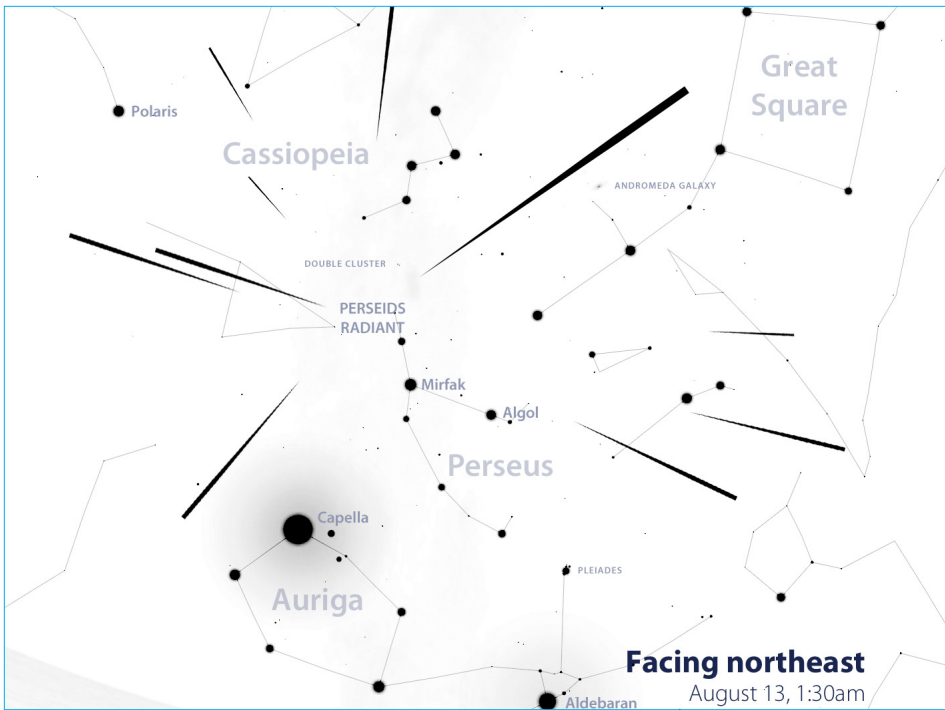 Great
Square
Polaris
Cassiopeia
ANDROMEDA GALAXY
DOUBLE CLUSTER
PERSEIDS
RADIANT
Mirfak
Algol
Perseus
Capella
PLEIADES
Auriga
Facing northeast
August 13, 1:30am
Aldebaran